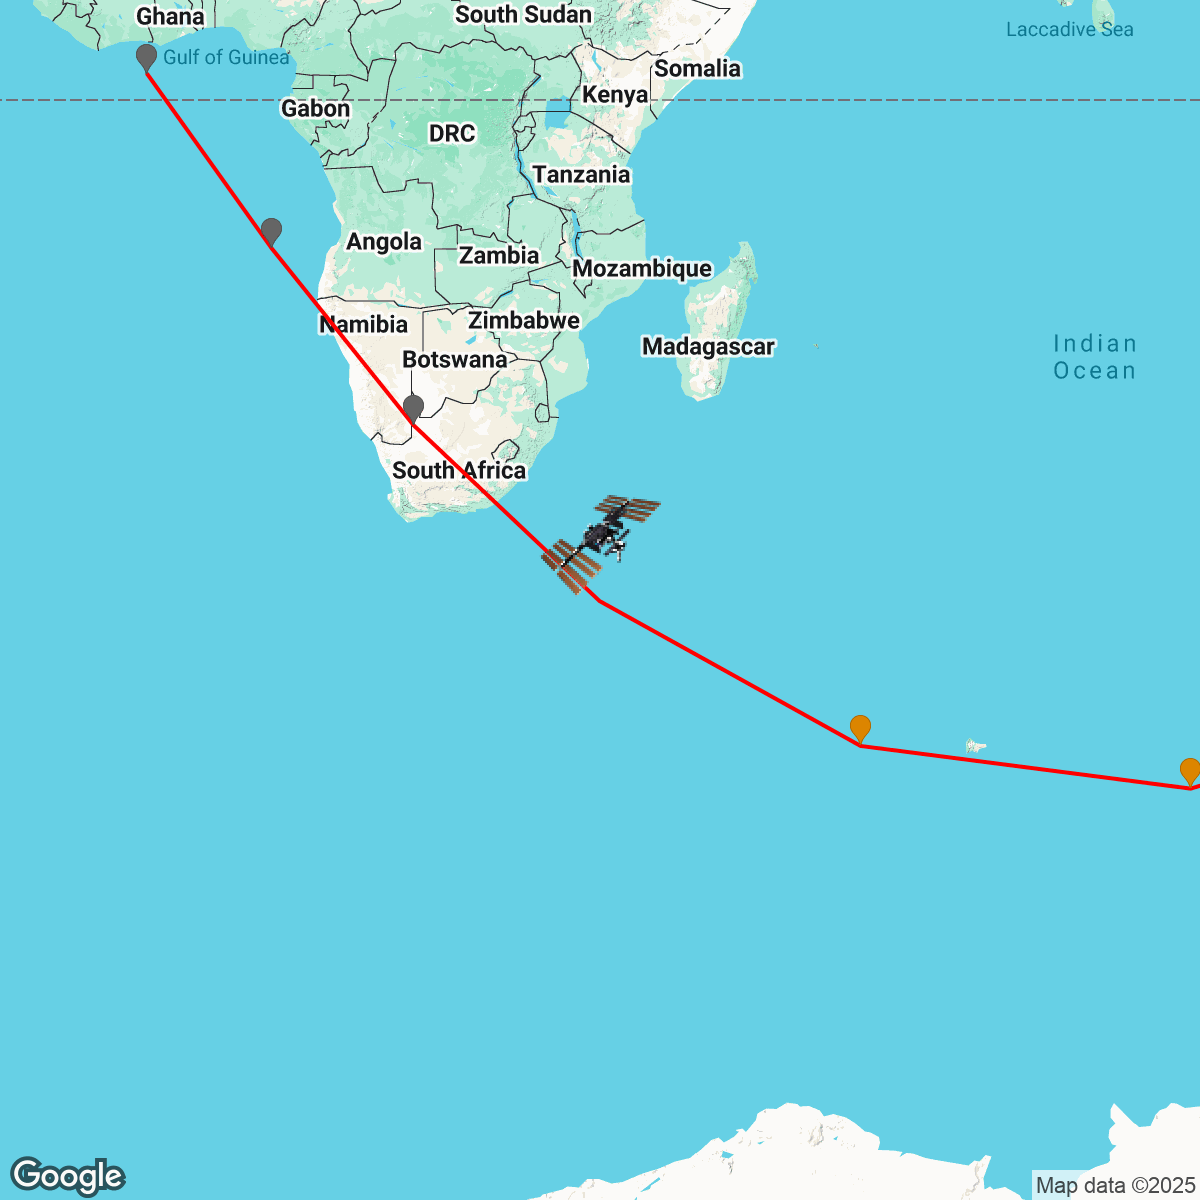 Ghana
South Sudan
Laccadive Sea
Gulf of Guinea
Somalia
Kenya
Gabon
DRC
Tanzania
Angola
Zambia
Mozambique
Namibia
Zimbabwe
Madagascar
Indian
Ocean
Botswana
South Africa
Google
Map data ©2025